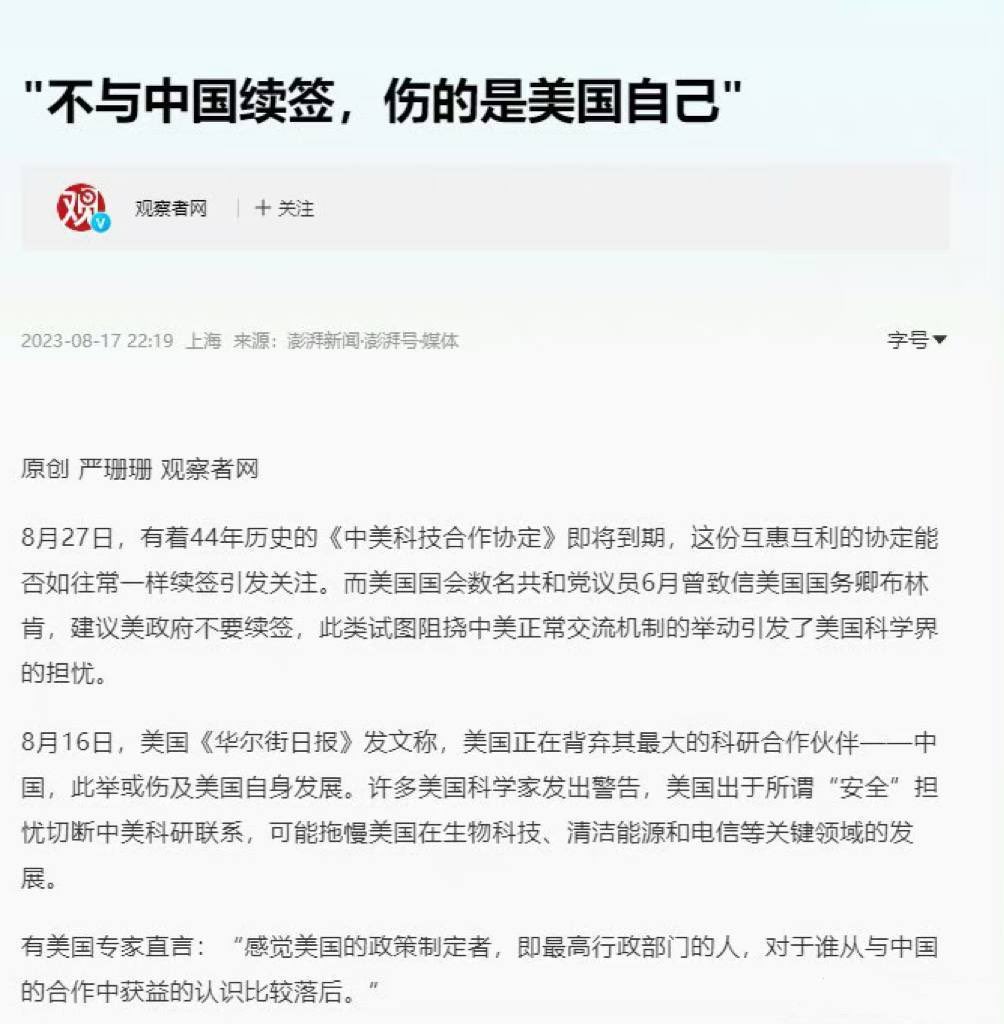 "不与中国续签，伤的是美国自己"
观 V 观察者网 + 关注
2023-08-17 22:19 上海 来源：澎湃新闻·澎湃号·媒体 字号▼
原创 严珊珊 观察者网
8月27日，有着44年历史的《中美科技合作协定》即将到期，这份互惠互利的协定能
否如往常一样续签引发关注。而美国国会数名共和党议员6月曾致信美国国务卿布林
肯，建议美政府不要续签，此类试图阻挠中美正常交流机制的举动引发了美国科学界
的担忧。
8月16日，美国《华尔街日报》发文称，美国正在背弃其最大的科研合作伙伴——中
国，此举或伤及美国自身发展。许多美国科学家发出警告，美国出于所谓“安全”担
忧切断中美科研联系，可能拖慢美国在生物科技、清洁能源和电信等关键领域的发
展。
有美国专家直言：“感觉美国的政策制定者，即最高行政部门的人，对于谁从与中国
的合作中获益的认识比较落后。”